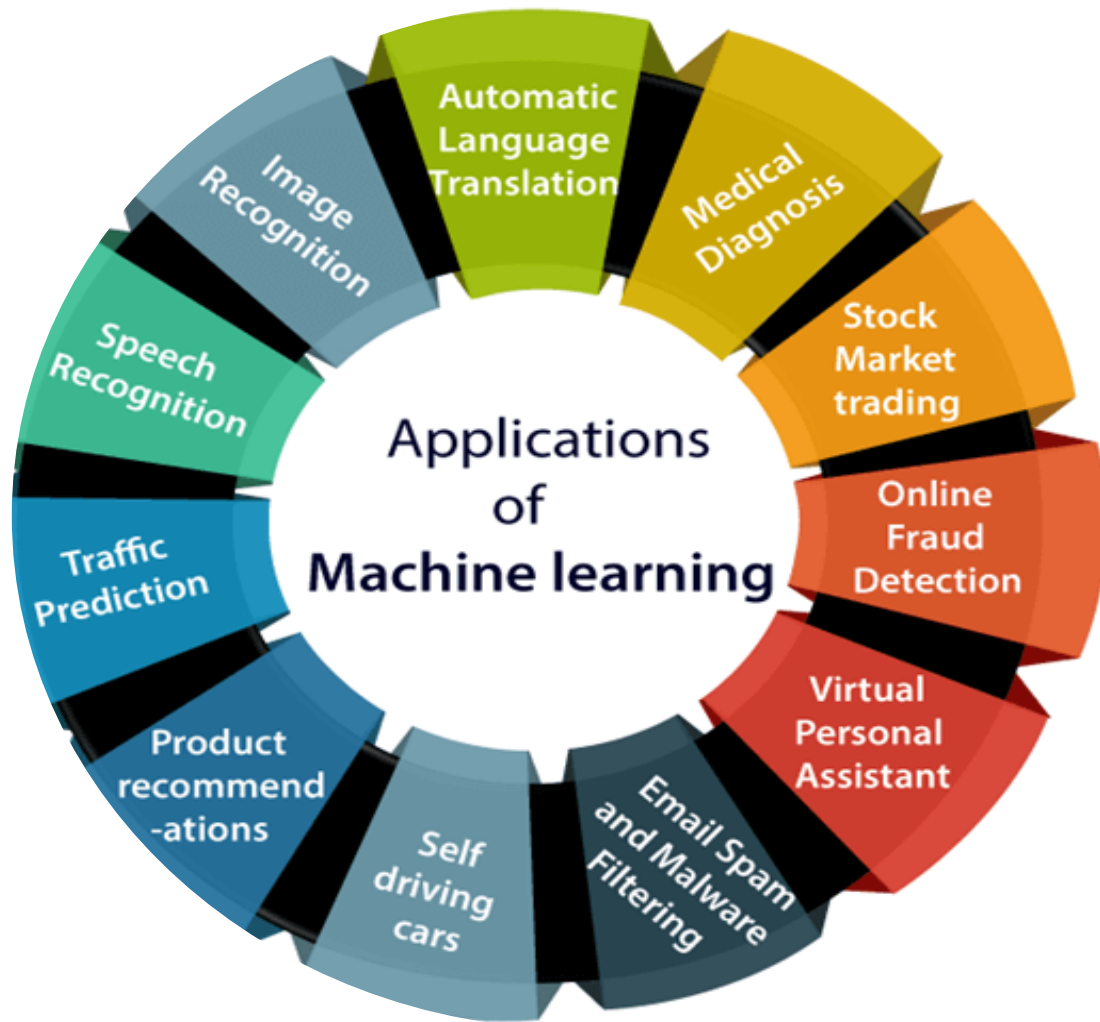 Applications
of
Machine learning
Automatic
Language
Translation
Medical
Diagnosis
Stock
Market
trading
Online
Fraud
Detection
Virtual
Personal
Assistant
Email Spam
and Malware
Filtering
Self
driving
cars
Product
recommend
-ations
Traffic
Prediction
Speech
Recognition
Image
Recognition